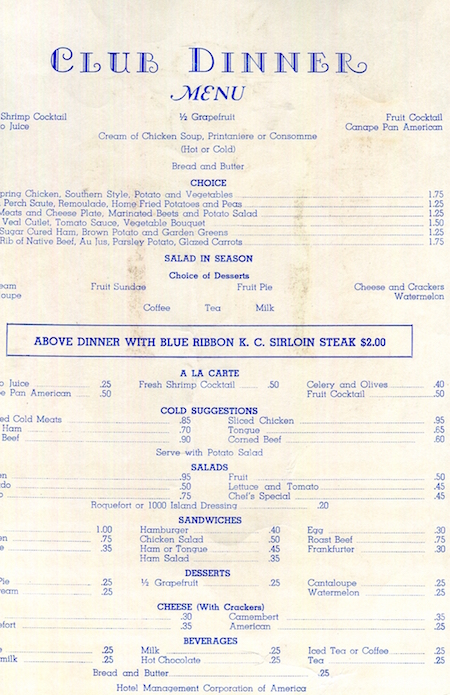 CLUB DINNER
MENU
Shrimp Cocktail ½ Grapefruit Fruit Cocktail
o Juice Canape Pan American
Cream of Chicken Soup, Printaniere or Consomme
(Hot or Cold)
Bread and Butter
CHOICE
pring Chicken, Southern Style, Potato and Vegetables 1.75
Perch Saute, Remoulade, Home Fried Potatoes and Peas 1.25
Meats and Cheese Plate, Marinated Beets and Potato Salad 1.25
Veal Cutlet, Tomato Sauce, Vegetable Bouquet 1.50
Sugar Cured Ham, Brown Potato and Garden Greens 1.25
Rib of Native Beef, Au Jus, Parsley Potato, Glazed Carrots 1.75
SALAD IN SEASON
Choice of Desserts
eam Fruit Sundae Fruit Pie Cheese and Crackers
oupe Watermelon
Coffee Tea Milk
ABOVE DINNER WITH BLUE RIBBON K. C. SIRLOIN STEAK $2.00
A LA CARTE
o Juice .25 Fresh Shrimp Cocktail .50 Celery and Olives .40
e Pan American .50 Fruit Cocktail .50
COLD SUGGESTIONS
ed Cold Meats .85 Sliced Chicken .95
Ham .70 Tongue .65
Beef .90 Corned Beef .60
Serve with Potato Salad
SALADS
en .95 Fruit .50
do .50 Lettuce and Tomato .45
o .75 Chef's Special .45
Roquefort or 1000 Island Dressing .20
SANDWICHES
1.00 Hamburger .40 Egg .30
en .75 Chicken Salad .50 Roast Beef .75
e .35 Ham or Tongue .45 Frankfurter .30
Ham Salad .35
DESSERTS
Pie .25 ½ Grapefruit .25 Cantaloupe .25
ream .25 Watermelon .25
CHEESE (With Crackers)
.30 Camembert .35
efort .35 American .25
BEVERAGES
e .25 Milk .25 Iced Tea or Coffee .25
rmilk .25 Hot Chocolate .25 Tea .25
Bread and Butter .25
Hotel Management Corporation of America